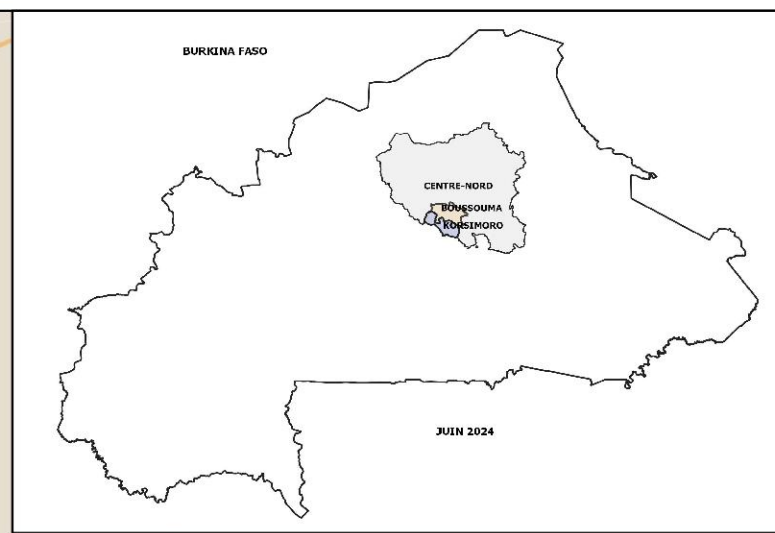 BURKINA FASO
CENTRE-NORD
BOUSSOUMA
KORSIMORO
JUIN 2024